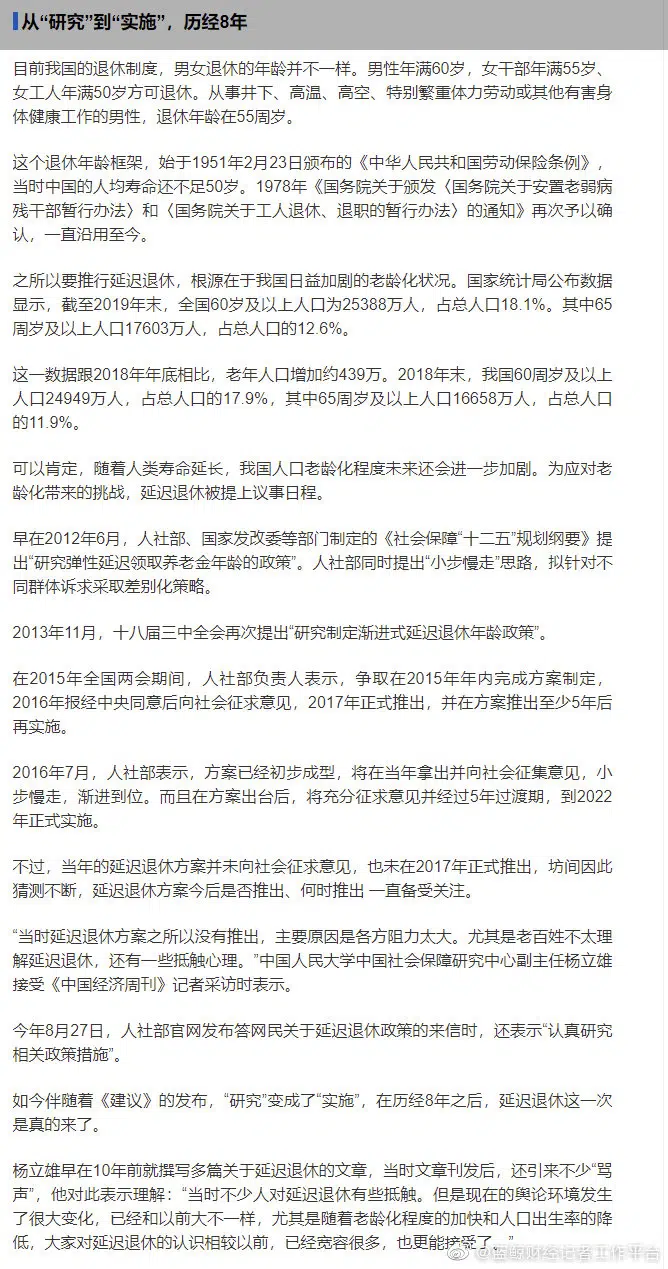 从“研究”到“实施”，历经8年
目前我国的退休制度，男女退休的年龄并不一样。男性年满60岁，女干部年满55岁、
女工人年满50岁方可退休。从事井下、高温、高空、特别繁重体力劳动或其他有害身
体健康工作的男性，退休年龄在55周岁。
这个退休年龄框架，始于1951年2月23日颁布的《中华人民共和国劳动保险条例》，
当时中国的人均寿命还不足50岁。1978年《国务院关于颁发〈国务院关于安置老弱病
残干部暂行办法〉和〈国务院关于工人退休、退职的暂行办法〉的通知》再次予以确
认，一直沿用至今。
之所以要推行延迟退休，根源在于我国日益加剧的老龄化状况。国家统计局公布数据
显示，截至2019年末，全国60岁及以上人口为25388万人，占总人口18.1%。其中65
周岁及以上人口17603万人，占总人口的12.6%。
这一数据跟2018年年底相比，老年人口增加约439万。2018年末，我国60周岁及以上
人口24949万人，占总人口的17.9%，其中65周岁及以上人口16658万人，占总人口
的11.9%。
可以肯定，随着人类寿命延长，我国人口老龄化程度未来还会进一步加剧。为应对老
龄化带来的挑战，延迟退休被提上议事日程。
早在2012年6月，人社部、国家发改委等部门制定的《社会保障“十二五”规划纲要》提
出“研究弹性延迟领取养老金年龄的政策”。人社部同时提出“小步慢走”思路，拟针对不
同群体诉求采取差别化策略。
2013年11月，十八届三中全会再次提出“研究制定渐进式延迟退休年龄政策”。
在2015年全国两会期间，人社部负责人表示，争取在2015年年内完成方案制定，
2016年报经中央同意后向社会征求意见，2017年正式推出，并在方案推出至少5年后
再实施。
2016年7月，人社部表示，方案已经初步成型，将在当年拿出并向社会征集意见，小
步慢走，渐进到位。而且在方案出台后，将充分征求意见并经过5年过渡期，到2022
年正式实施。
不过，当年的延迟退休方案并未向社会征求意见，也未在2017年正式推出，坊间因此
猜测不断，延迟退休方案今后是否推出、何时推出 一直备受关注。
“当时延迟退休方案之所以没有推出，主要原因是各方阻力太大。尤其是老百姓不太理
解延迟退休，还有一些抵触心理。”中国人民大学中国社会保障研究中心副主任杨立雄
接受《中国经济周刊》记者采访时表示。
今年8月27日，人社部官网发布答网民关于延迟退休政策的来信时，还表示“认真研究
相关政策措施”。
如今伴随着《建议》的发布，“研究”变成了“实施”，在历经8年之后，延迟退休这一次
是真的来了。
杨立雄早在10年前就撰写多篇关于延迟退休的文章，当时文章刊发后，还引来不少“骂
声”，他对此表示理解：“当时不少人对延迟退休有些抵触。但是现在的舆论环境发生
了很大变化，已经和以前大不一样，尤其是随着老龄化程度的加快和人口出生率的降
低，大家对延迟退休的认识相较以前，已经宽容很多，也更能接受了。”
@蓝鲸财经记者工作平台